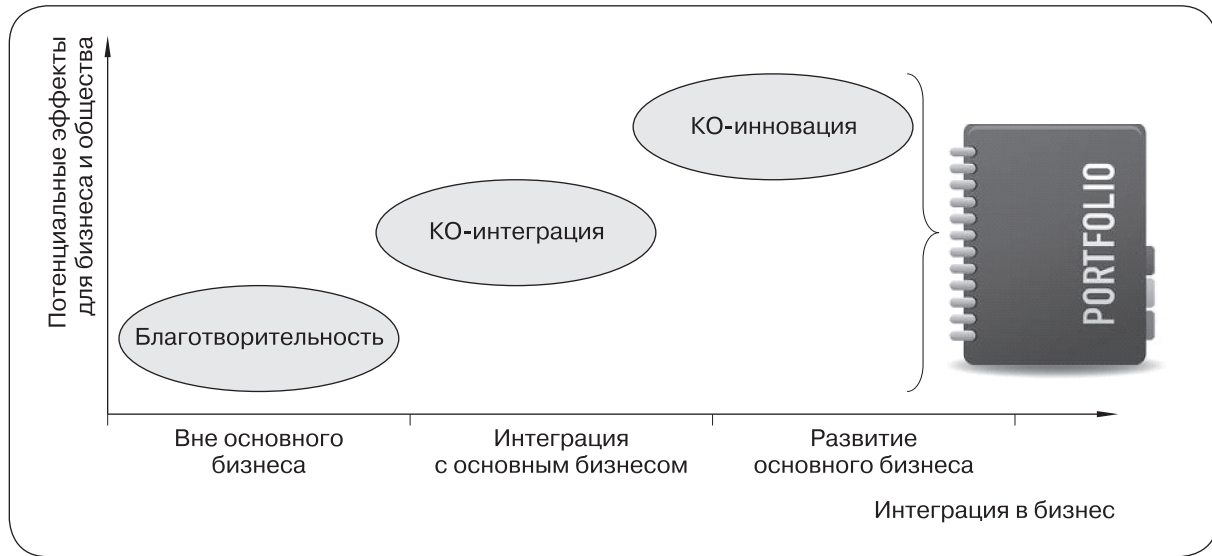 Потенциальные эффекты
для бизнеса и общества
КО-инновация
КО-интеграция
Благотворительность
PORTFOLIO
Вне основного
бизнеса
Интеграция
с основным бизнесом
Развитие
основного бизнеса
Интеграция в бизнес